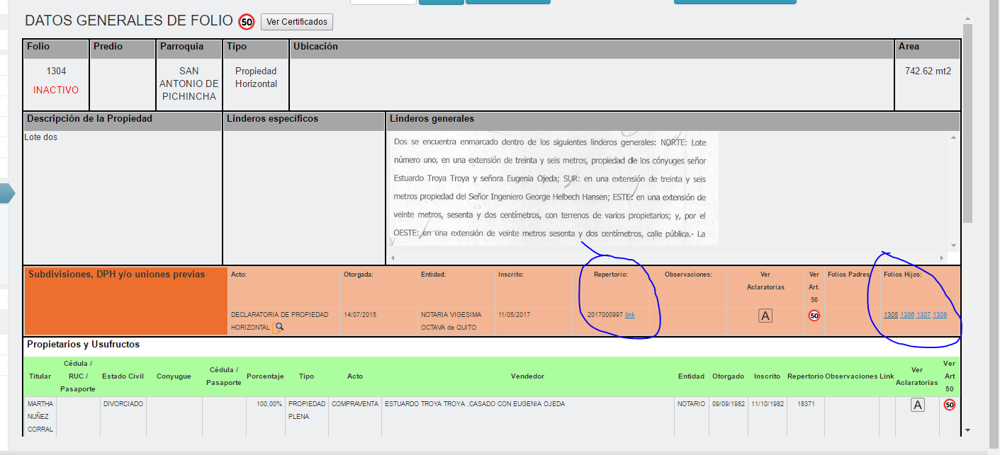 DATOS GENERALES DE FOLIO 50 Ver Certificados
Folio Predio Parroquia Tipo Ubicación Area
1304 SAN ANTONIO DE PICHINCHA Propiedad Horizontal 742.62 mt2
INACTIVO
Descripción de la Propiedad Linderos específicos Linderos generales
Lote dos
Dos se encuentra enmarcado dentro de los siguientes linderos generales: NORTE: Lote
número uno, en una extensión de treinta y seis metros, propiedad de los cónyuges señor
Estuardo Troya Troya y señora Eugenia Ojeda; SUR: en una extensión de treinta y seis
metros propiedad del Señor Ingeniero George Helbech Hansen; ESTE: en una extensión de
veinte metros, sesenta y dos centímetros, con terrenos de varios propietarios; y, por el
OESTE: en una extensión de veinte metros sesenta y dos centímetros, calle pública.- La
Subdivisiones, DPH y/o uniones previas Acto: Otorgada: Entidad: Inscrito: Repertorio: Observaciones: Ver Aclaratorias Ver Art. 50 Folios Padres Folios Hijos:
DECLARATORIA DE PROPIEDAD HORIZONTAL 14/07/2015 NOTARIA VIGESIMA OCTAVA de QUITO 11/05/2017 2017000997 link A 50 1305 1306 1307 1308
Propietarios y Usufructos
Titular Cédula / RUC / Pasaporte Estado Civil Conyugue Cédula / Pasaporte Porcentaje Tipo Acto Vendedor Entidad Otorgado Inscrito Repertorio Observaciones Link Ver Aclaratorias Ver Art 50
MARTHA NUÑEZ CORRAL DIVORCIADO 100,00% PROPIEDAD PLENA COMPRAVENTA ESTUARDO TROYA TROYA ,CASADO CON EUGENIA OJEDA NOTARIO 09/09/1982 11/10/1982 18371 A 50